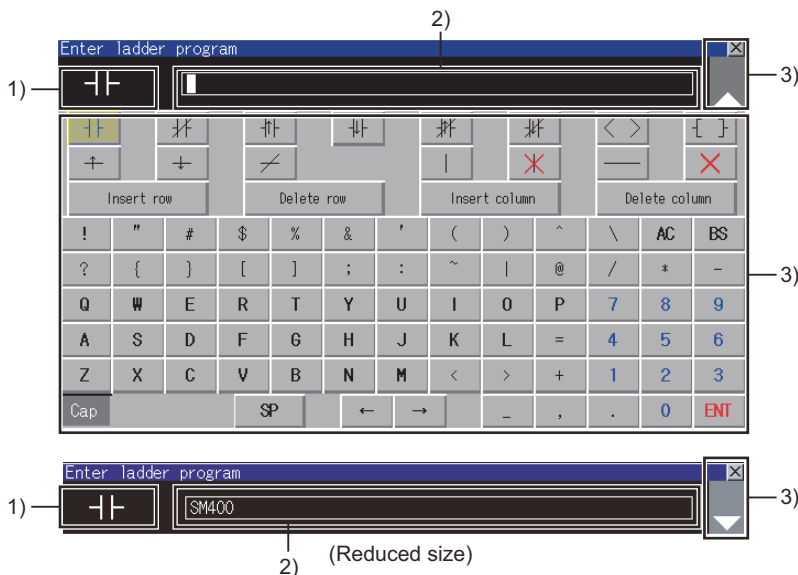 2)
Enter ladder program ×
1)
3)
< > [ ]
Insert row Delete row Insert column Delete column
! " # $ % & ' ( ) ^ \ AC BS
? { } [ ] ; : ~ | @ / * -
3)
Q W E R T Y U I O P 7 8 9
A S D F G H J K L = 4 5 6
Z X C V B N M < > + 1 2 3
Cap SP ← → _ , . 0 ENT
Enter ladder program ×
1)
SM400
3)
2)
(Reduced size)